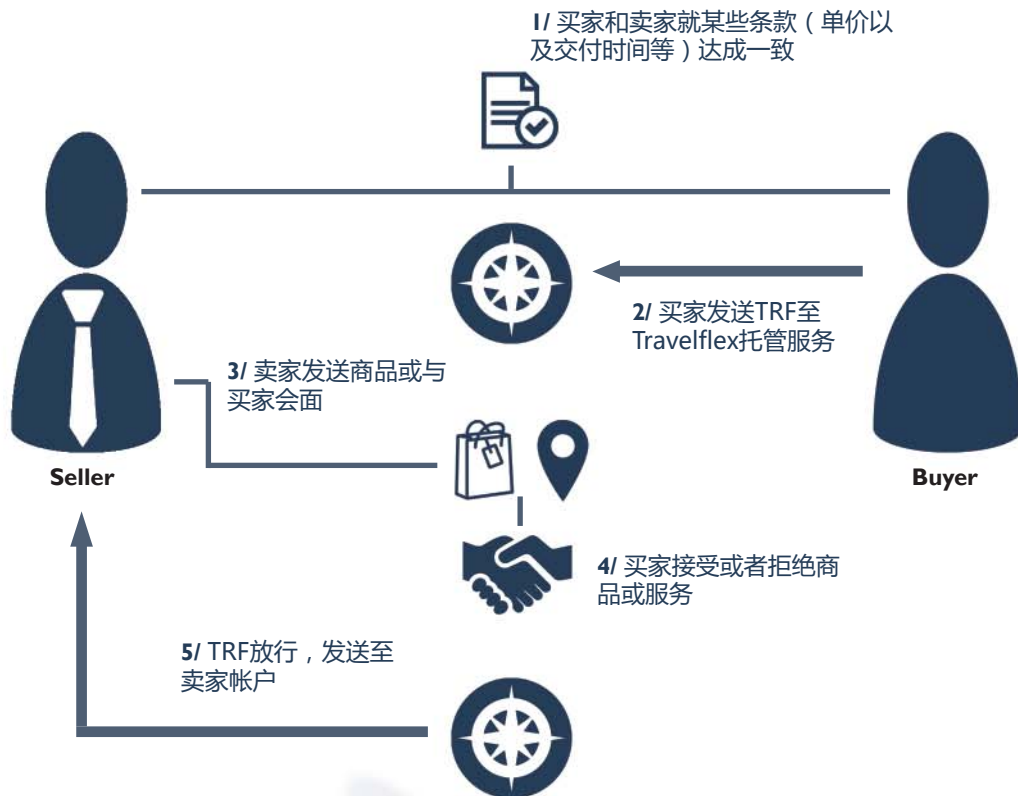 1/ 买家和卖家就某些条款（单价以
及交付时间等）达成一致
2/ 买家发送TRF至
Travelflex托管服务
3/ 卖家发送商品或与
买家会面
Seller
Buyer
4/ 买家接受或者拒绝商
品或服务
5/ TRF放行，发送至
卖家帐户